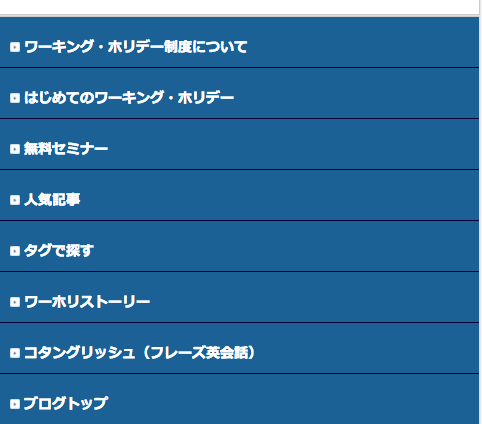 ワーキング・ホリデー制度について
はじめてのワーキング・ホリデー
無料セミナー
人気記事
タグで探す
ワーホリストーリー
コタングリッシュ（フレーズ英会話）
ブログトップ